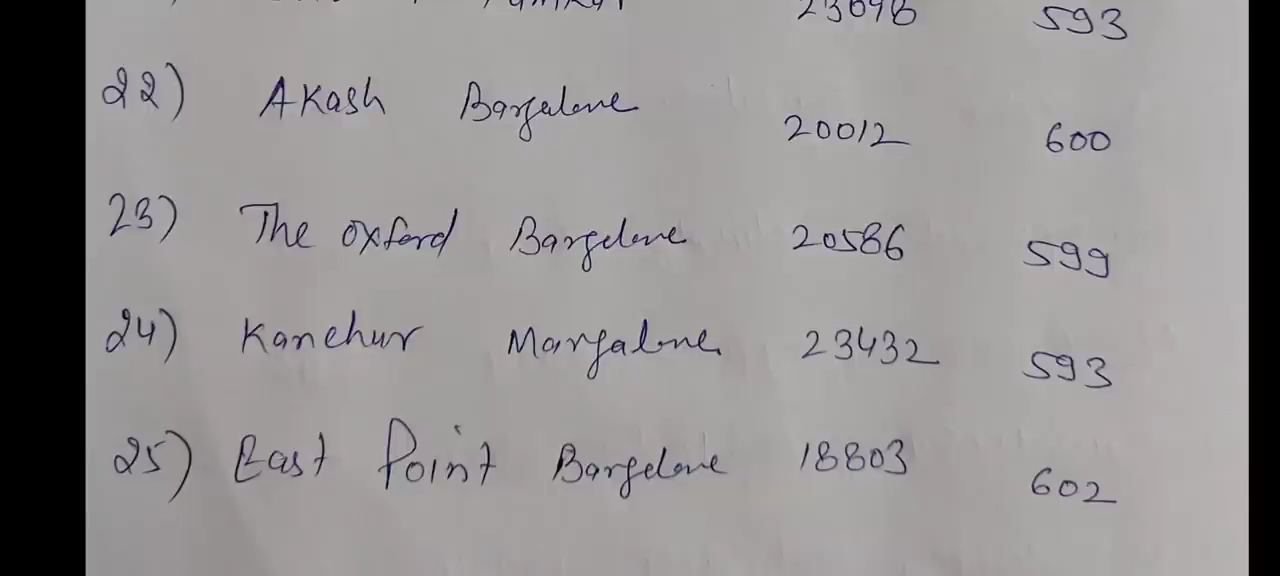 593
22) Akash Bangalore 20012 600
23) The oxford Bangalore 20586 599
24) Kanchur Mangalore 23432 593
25) East Point Bangalore 18803 602